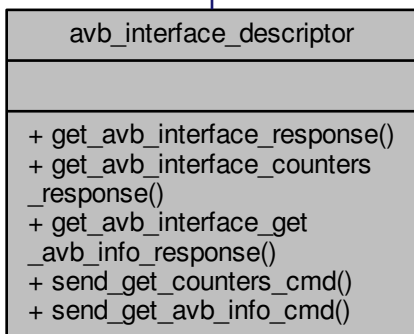 avb_interface_descriptor
+ get_avb_interface_response()
+ get_avb_interface_counters
_response()
+ get_avb_interface_get
_avb_info_response()
+ send_get_counters_cmd()
+ send_get_avb_info_cmd()